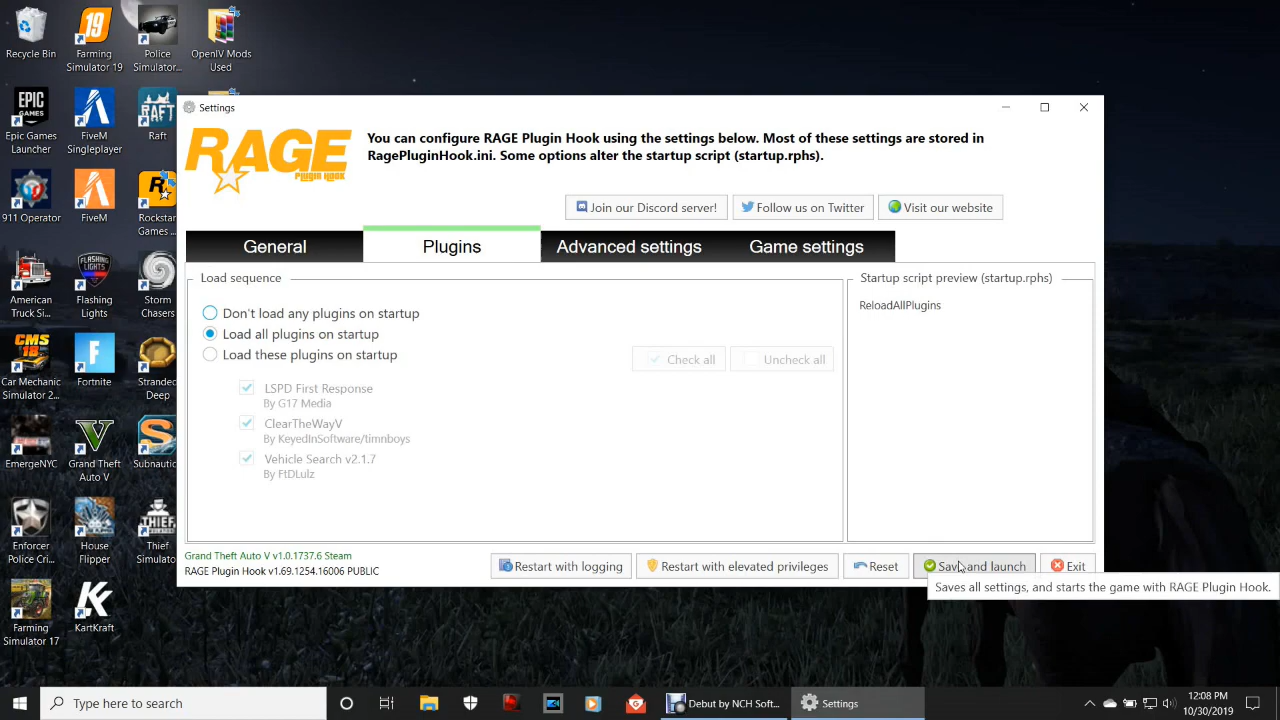 Recycle Bin
Farming
Simulator 19
Police
Simulator...
OpenIV Mods
Used
Epic Games
Launcher
FiveM
Singleplayer
Raft
911 Operator
FiveM
Rockstar
Games ...
American
Truck Si...
Flashing
Lights
Storm
Chasers
Car Mechanic
Simulator 2...
Fortnite
Stranded
Deep
EmergeNYC
Grand Theft
Auto V
Subnautic
Enforcer
Police Cri...
House
Flipper
Thief
Simulato
Farming
Simulator 17
KartKraft
Settings
RAGE
PLUGIN HOOK
You can configure RAGE Plugin Hook using the settings below. Most of these settings are stored in
RagePluginHook.ini. Some options alter the startup script (startup.rphs).
Join our Discord server!
Follow us on Twitter
Visit our website
General
Plugins
Advanced settings
Game settings
Load sequence
Don't load any plugins on startup
Load all plugins on startup
Load these plugins on startup
Check all
Uncheck all
LSPD First Response
By G17 Media
ClearTheWayV
By KeyedInSoftware/timnboys
Vehicle Search v2.1.7
By FtDLulz
Startup script preview (startup.rphs)
ReloadAllPlugins
Grand Theft Auto V v1.0.1737.6 Steam
RAGE Plugin Hook v1.69.1254.16006 PUBLIC
Restart with logging
Restart with elevated privileges
Reset
Save and launch
Exit
Saves all settings, and starts the game with RAGE Plugin Hook.
Type here to search
Debut by NCH Soft...
Settings
12:08 PM
10/30/2019